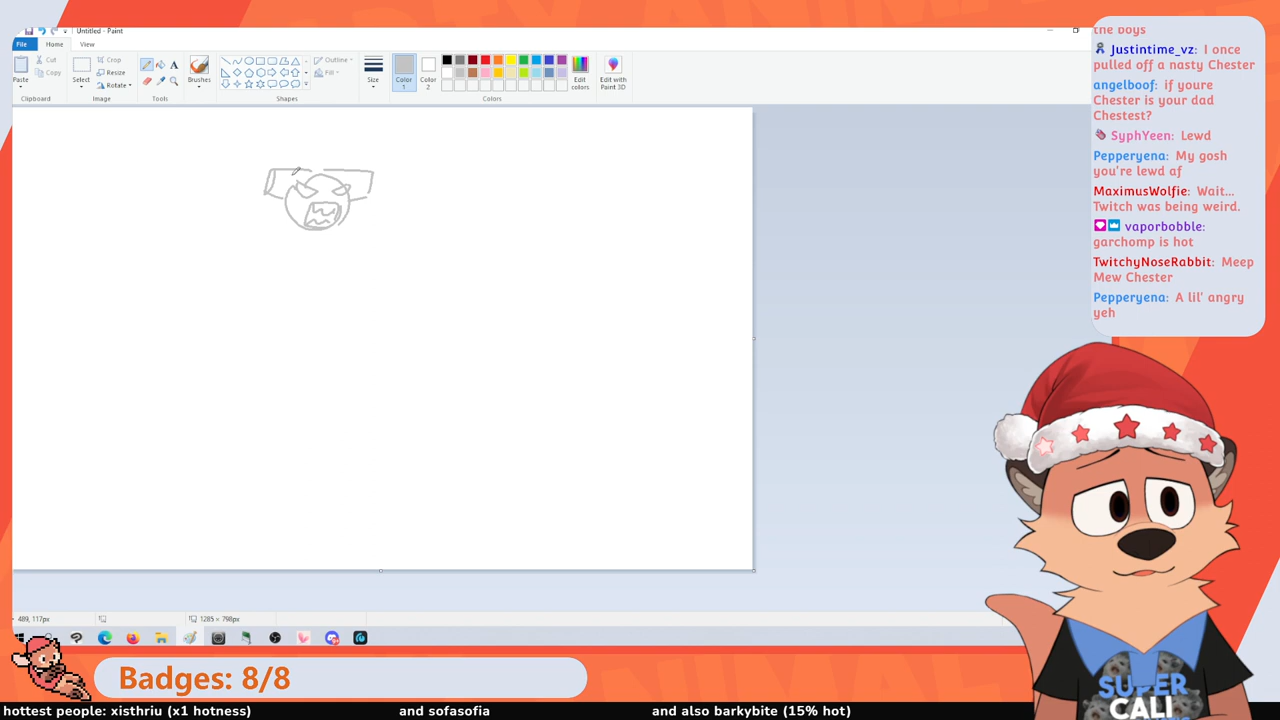 Untitled - Paint
File Home View
Paste
Cut
Copy
Clipboard
Select
Crop
Resize
Rotate
Image
A
Tools
Brushes
Outline
Fill
Shapes
Size
Color 1
Color 2
Edit colors
Colors
Edit with Paint 3D
the boys
Justintime_vz: I once
pulled off a nasty Chester
angelboof: if youre
Chester is your dad
Chestest?
SyphYeen: Lewd
Pepperyena: My gosh
you're lewd af
MaximusWolfie: Wait...
Twitch was being weird.
vaporbobble:
garchomp is hot
TwitchyNoseRabbit: Meep
Mew Chester
Pepperyena: A lil' angry
yeh
489, 117px
1285 × 798px
SUPER
CALI
Badges: 8/8
hottest people: xisthriu (x1 hotness) and sofasofia and also barkybite (15% hot)